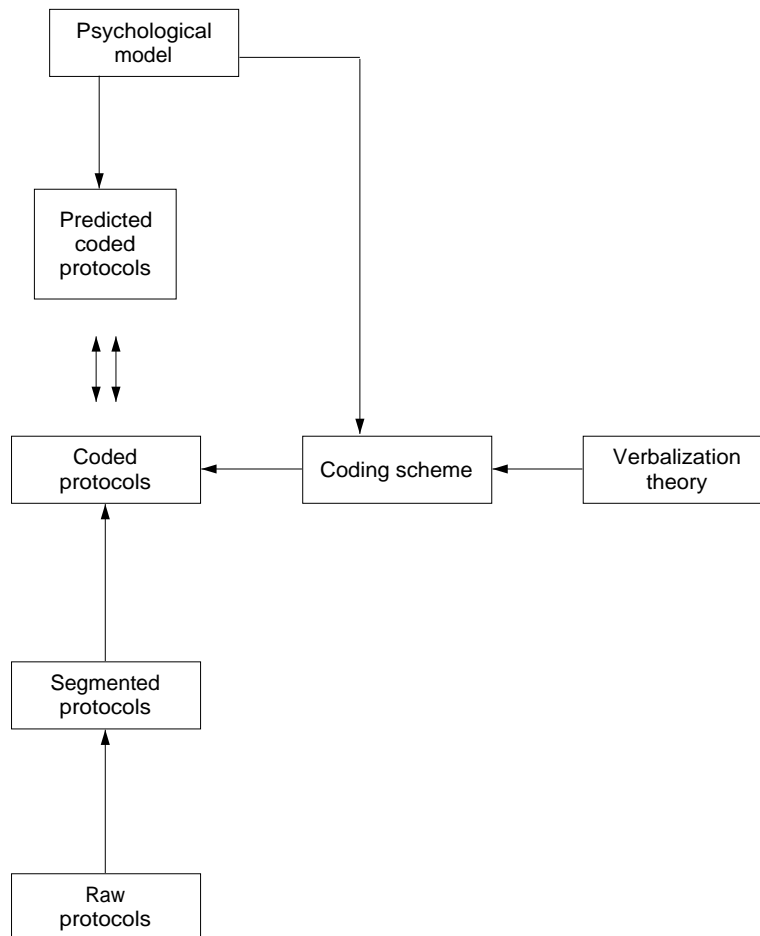 Psychological
model
Predicted
coded
protocols
Coded
protocols
Coding scheme
Verbalization
theory
Segmented
protocols
Raw
protocols